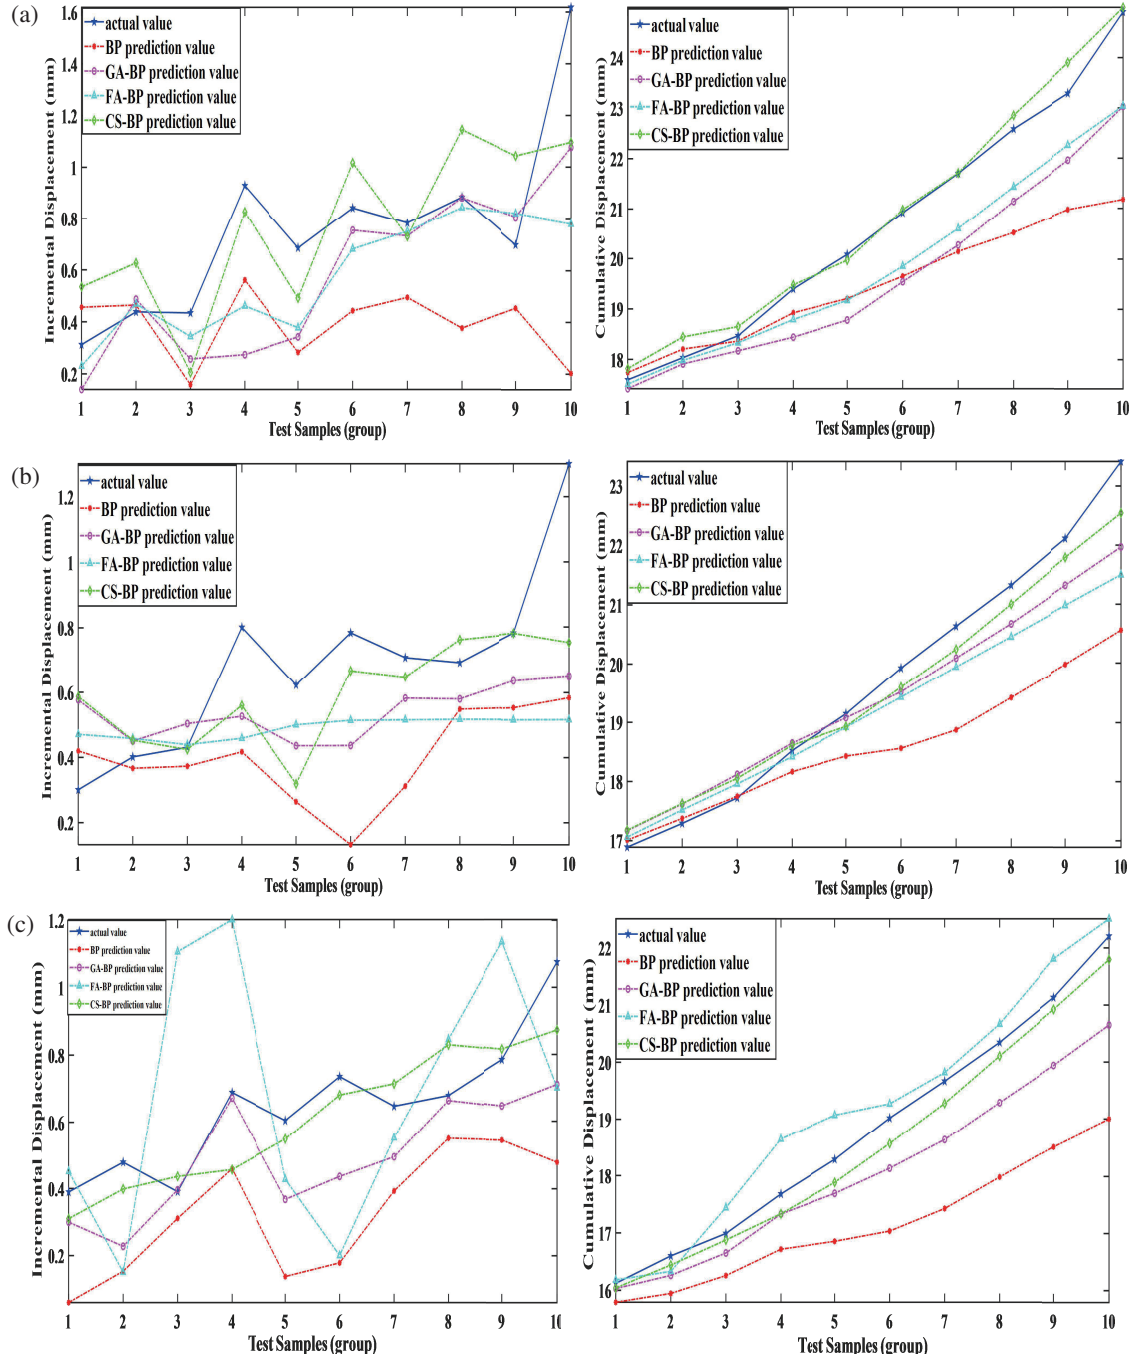 (a)
Incremental Displacement (mm)
1.6
1.4
1.2
1
0.8
0.6
0.4
0.2
actual value
BP prediction value
GA-BP prediction value
FA-BP prediction value
CS-BP prediction value
1 2 3 4 5 6 7 8 9 10
Test Samples (group)
Cumulative Displacement (mm)
24
23
22
21
20
19
18
actual value
BP prediction value
GA-BP prediction value
FA-BP prediction value
CS-BP prediction value
1 2 3 4 5 6 7 8 9 10
Test Samples (group)
(b)
Incremental Displacement (mm)
1.2
1
0.8
0.6
0.4
0.2
actual value
BP prediction value
GA-BP prediction value
FA-BP prediction value
CS-BP prediction value
1 2 3 4 5 6 7 8 9 10
Test Samples (group)
Cumulative Displacement (mm)
23
22
21
20
19
18
17
actual value
BP prediction value
GA-BP prediction value
FA-BP prediction value
CS-BP prediction value
1 2 3 4 5 6 7 8 9 10
Test Samples (group)
(c)
Incremental Displacement (mm)
1.2
1
0.8
0.6
0.4
0.2
actual value
BP prediction value
GA-BP prediction value
FA-BP prediction value
CS-BP prediction value
1 2 3 4 5 6 7 8 9 10
Test Samples (group)
Cumulative Displacement (mm)
22
21
20
19
18
17
16
actual value
BP prediction value
GA-BP prediction value
FA-BP prediction value
CS-BP prediction value
1 2 3 4 5 6 7 8 9 10
Test Samples (group)